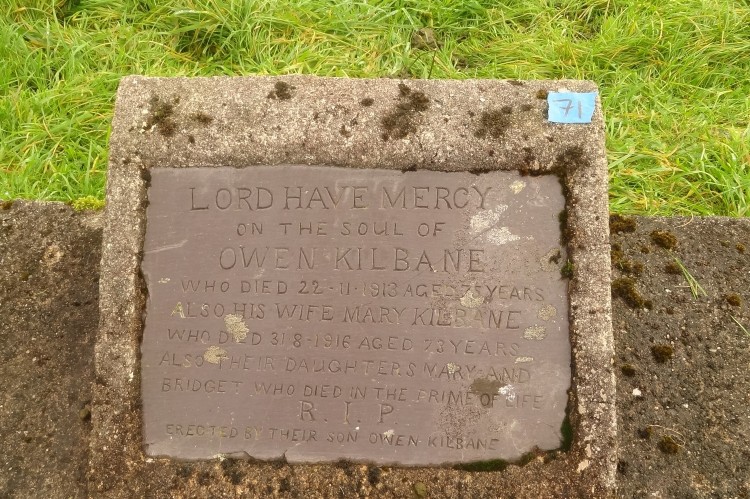 71
LORD HAVE MERCY
ON THE SOUL OF
OWEN KILBANE
WHO DIED 22-11-1913 AGED 75 YEARS
ALSO HIS WIFE MARY KILBANE
WHO DIED 31·8-1916 AGED 73 YEARS
ALSO THEIR DAUGHTERS MARY AND
BRIDGET WHO DIED IN THE PRIME OF LIFE
R. I. P
ERECTED BY THEIR SON OWEN KILBANE